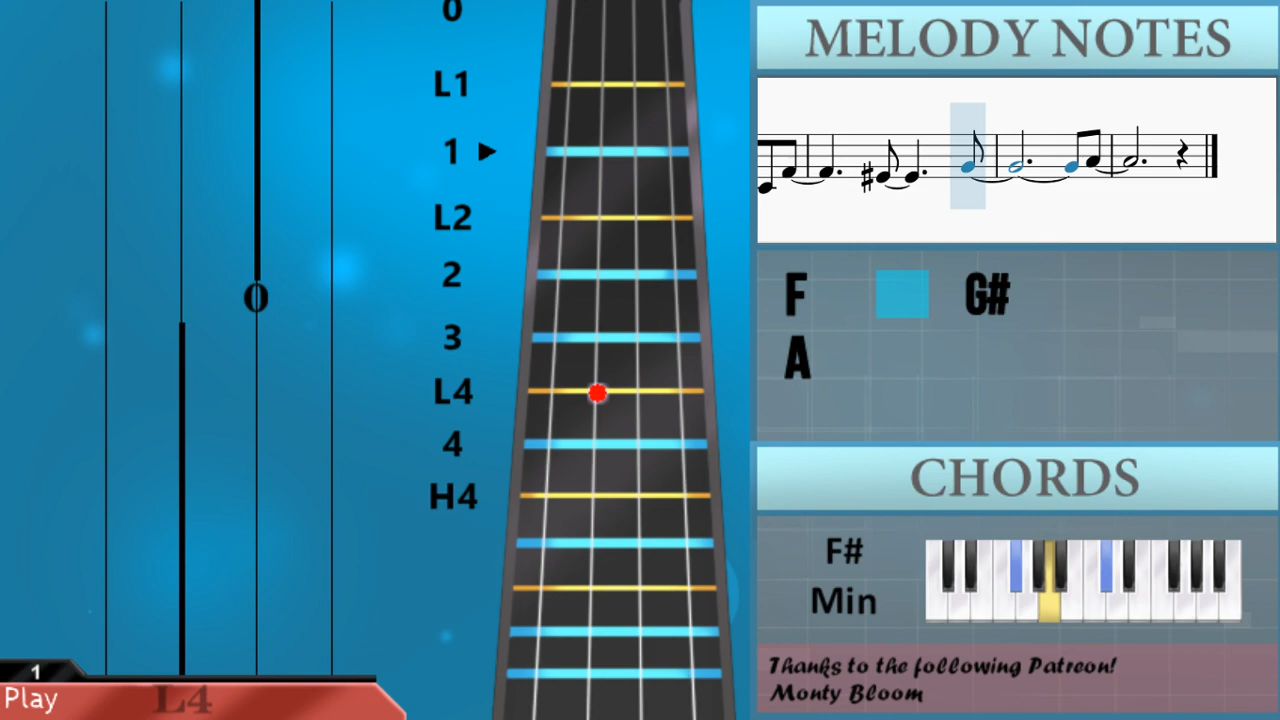 0
L1
1
L2
2
3
L4
4
H4
0
1
Play
L4
MELODY NOTES
F G#
A
CHORDS
F#
Min
Thanks to the following Patreon!
Monty Bloom